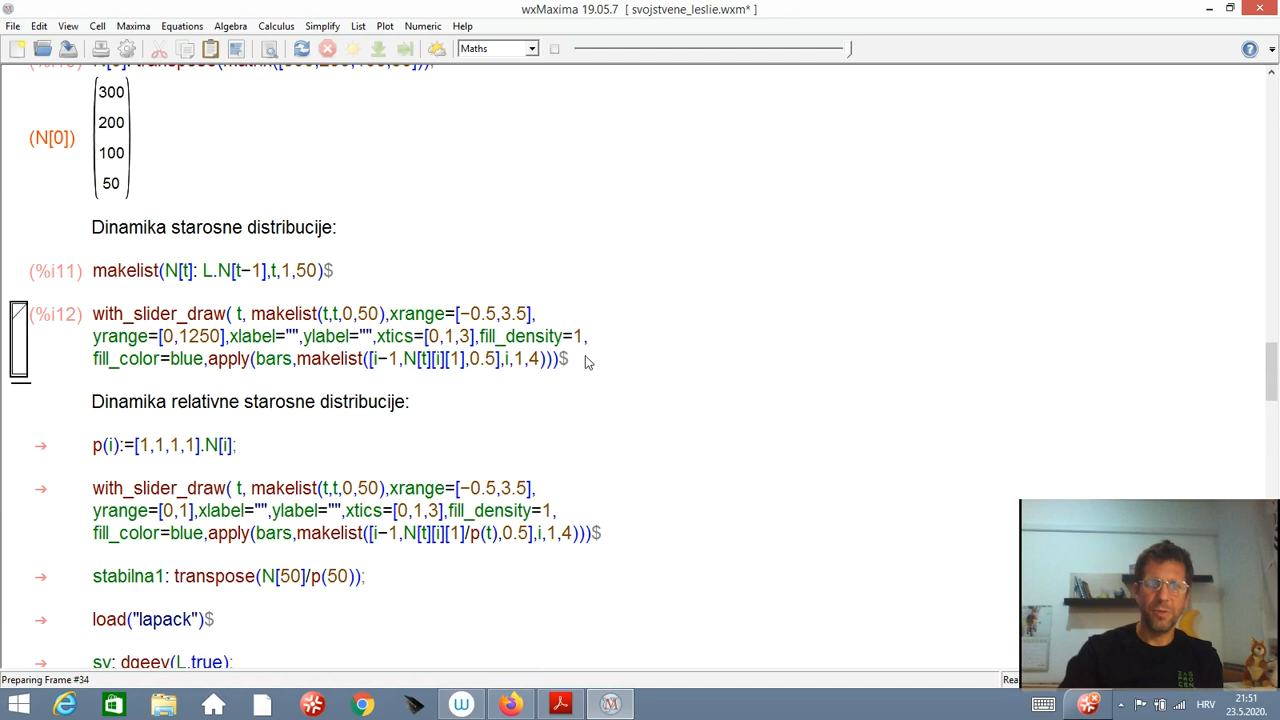 wxMaxima 19.05.7 [ svojstvene_leslie.wxm* ]
File Edit View Cell Maxima Equations Algebra Calculus Simplify List Plot Numeric Help
Maths
300
200
(N[0])
100
50
Dinamika starosne distribucije:
(%i11) makelist(N[t]: L.N[t−1],t,1,50)$
(%i12) with_slider_draw( t, makelist(t,t,0,50),xrange=[−0.5,3.5],
yrange=[0,1250],xlabel="",ylabel="",xtics=[0,1,3],fill_density=1,
fill_color=blue,apply(bars,makelist([i−1,N[t][i][1],0.5],i,1,4)))$
Dinamika relativne starosne distribucije:
p(i):=[1,1,1,1].N[i];
with_slider_draw( t, makelist(t,t,0,50),xrange=[−0.5,3.5],
yrange=[0,1],xlabel="",ylabel="",xtics=[0,1,3],fill_density=1,
fill_color=blue,apply(bars,makelist([i−1,N[t][i][1]/p(t),0.5],i,1,4)))$
stabilna1: transpose(N[50]/p(50));
load("lapack")$
sv: dgeev(L,true);
Preparing Frame #34
Rea
HRV
21:51
23.5.2020.